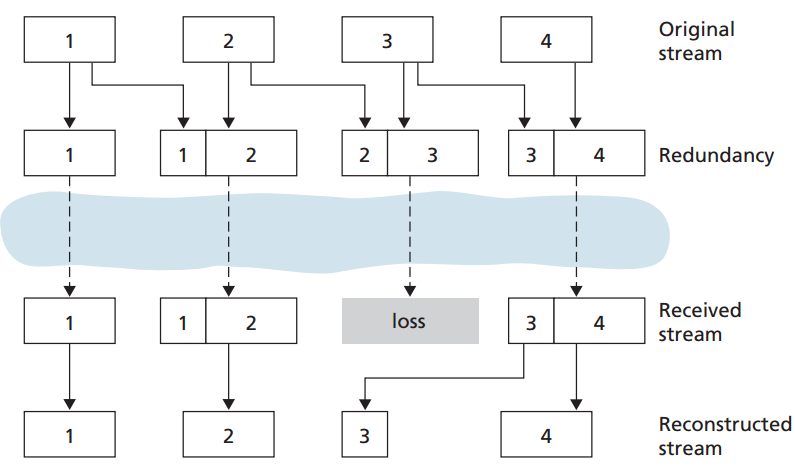 1 2 3 4 Original
stream
1 1 2 2 3 3 4 Redundancy
1 1 2 loss 3 4 Received
stream
1 2 3 4 Reconstructed
stream